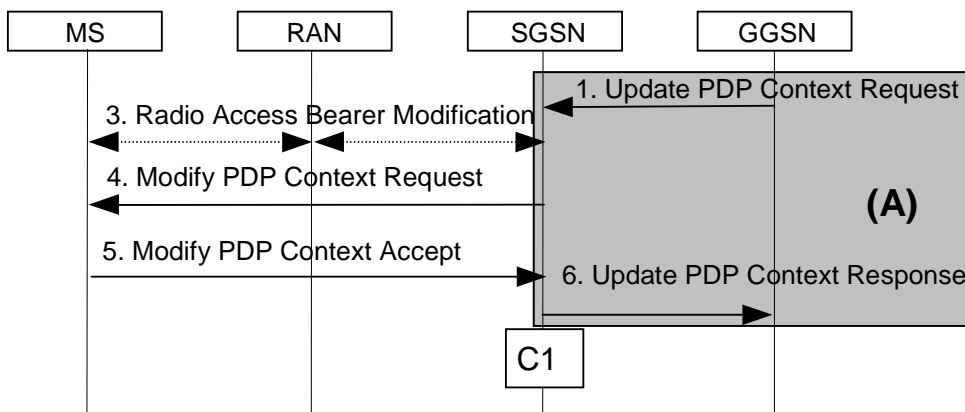 MS RAN SGSN GGSN
1. Update PDP Context Request
3. Radio Access Bearer Modification
4. Modify PDP Context Request
(A)
5. Modify PDP Context Accept
6. Update PDP Context Response
C1